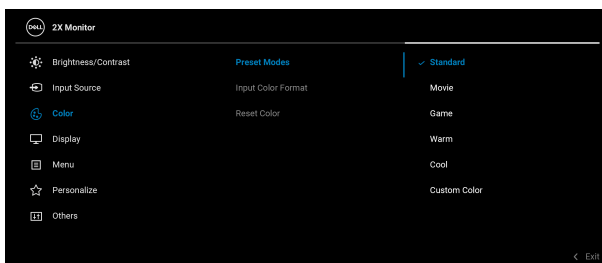 DELL 2X Monitor
Brightness/Contrast
Input Source
Color
Display
Menu
Personalize
Others
Preset Modes
Input Color Format
Reset Color
Standard
Movie
Game
Warm
Cool
Custom Color
Exit